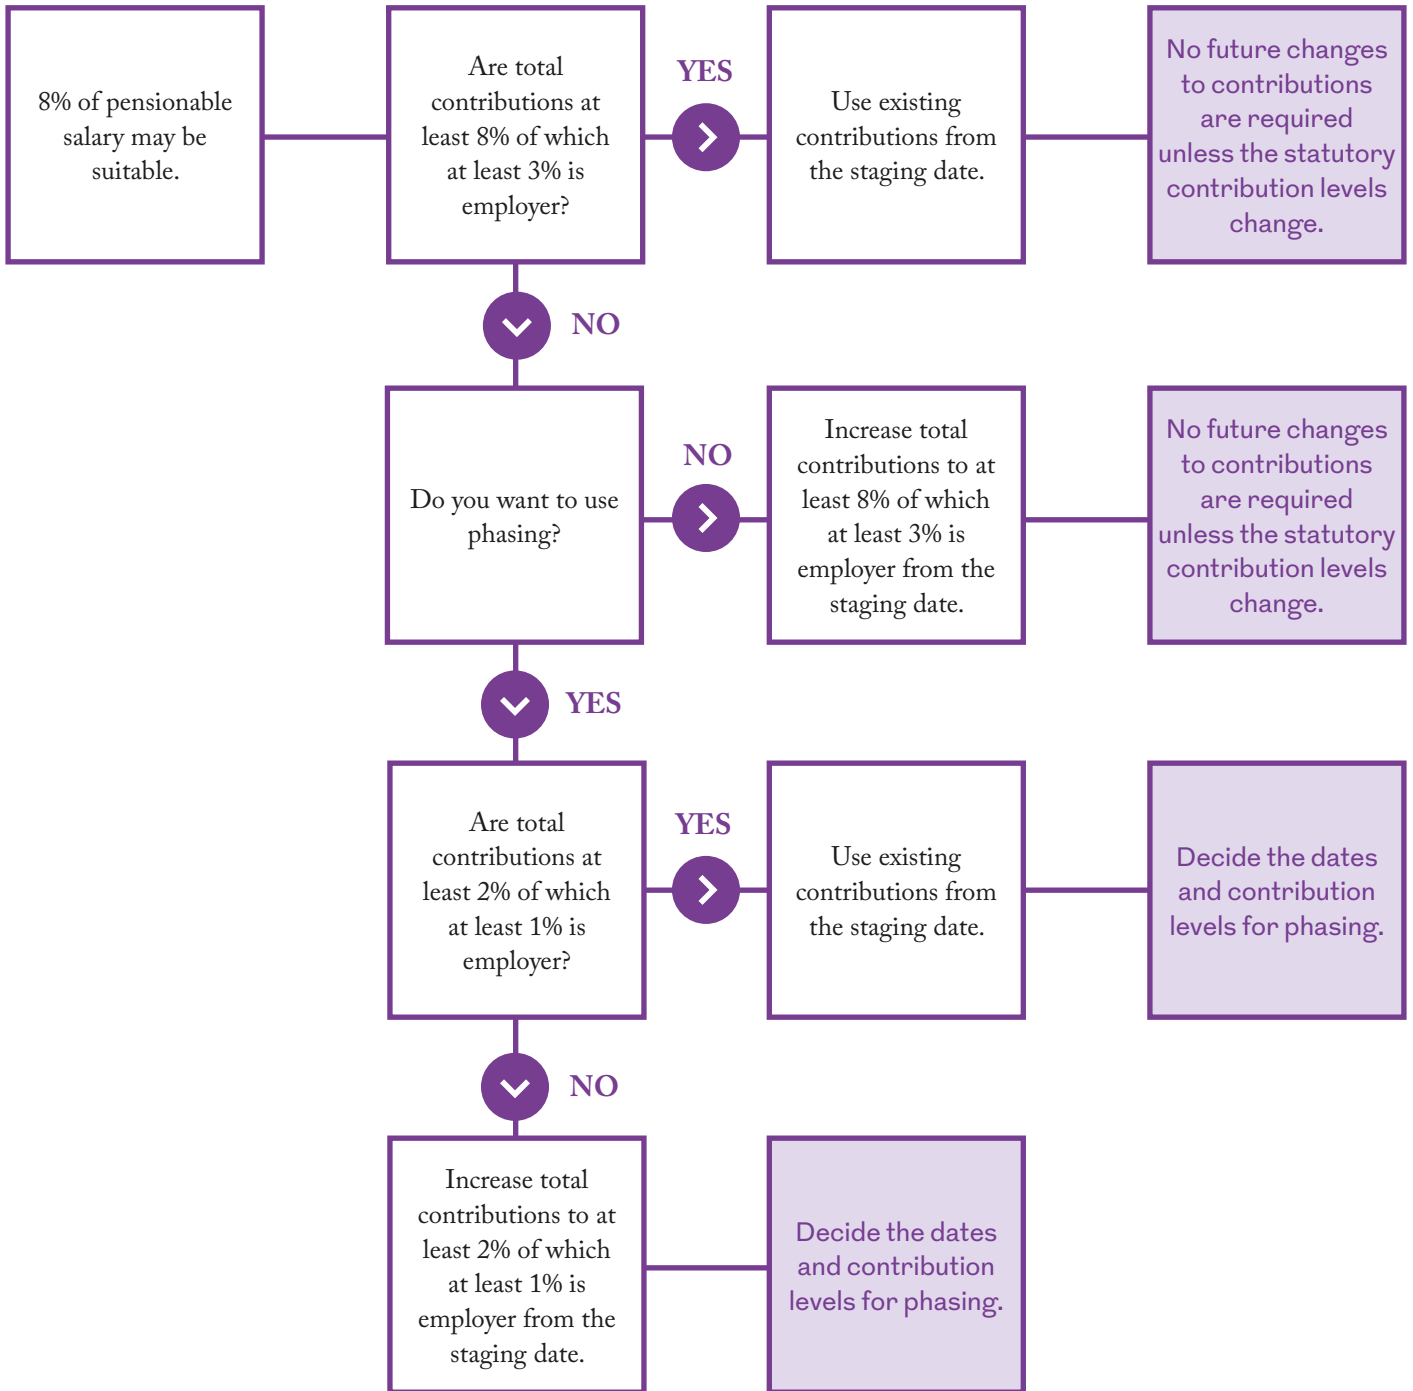 8% of pensionable
salary may be
suitable.
Are total
contributions at
least 8% of which
at least 3% is
employer?
YES
Use existing
contributions from
the staging date.
No future changes
to contributions
are required
unless the statutory
contribution levels
change.
NO
Do you want to use
phasing?
NO
Increase total
contributions to at
least 8% of which
at least 3% is
employer from the
staging date.
No future changes
to contributions
are required
unless the statutory
contribution levels
change.
YES
Are total
contributions at
least 2% of which
at least 1% is
employer?
YES
Use existing
contributions from
the staging date.
Decide the dates
and contribution
levels for phasing.
NO
Increase total
contributions to at
least 2% of which
at least 1% is
employer from the
staging date.
Decide the dates
and contribution
levels for phasing.